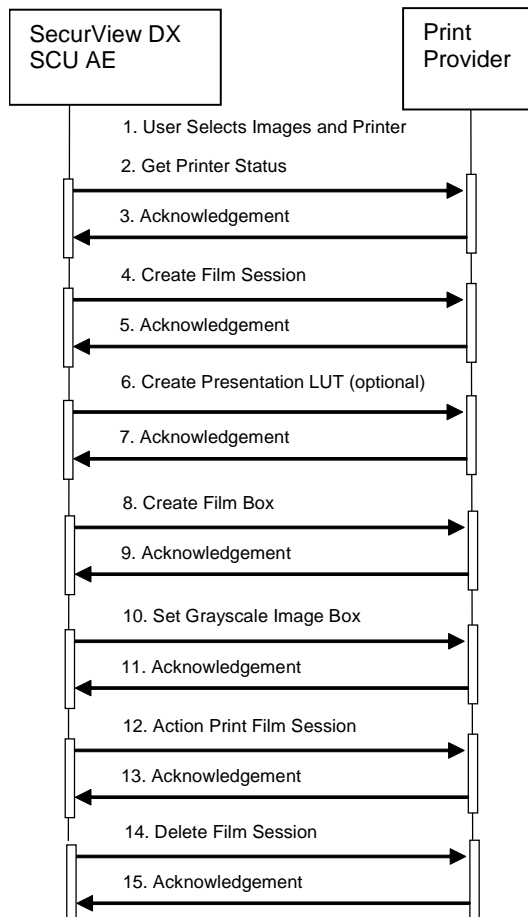 SecurView DX
SCU AE
Print
Provider
1. User Selects Images and Printer
2. Get Printer Status
3. Acknowledgement
4. Create Film Session
5. Acknowledgement
6. Create Presentation LUT (optional)
7. Acknowledgement
8. Create Film Box
9. Acknowledgement
10. Set Grayscale Image Box
11. Acknowledgement
12. Action Print Film Session
13. Acknowledgement
14. Delete Film Session
15. Acknowledgement